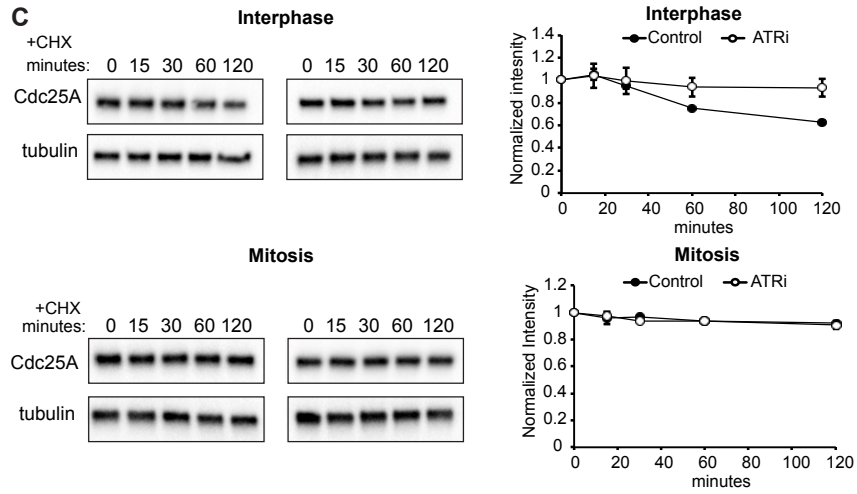 C
Interphase
+CHX
minutes: 0 15 30 60 120 0 15 30 60 120
Cdc25A
tubulin
Interphase
Control ATRi
Normalized intesnity
1.4
1.2
1
0.8
0.6
0.4
0.2
0
0 20 40 60 80 100 120
minutes
Mitosis
+CHX
minutes: 0 15 30 60 120 0 15 30 60 120
Cdc25A
tubulin
Mitosis
Control ATRi
Normalized Intensity
1.2
1
0.8
0.6
0.4
0.2
0
0 20 40 60 80 100 120
minutes